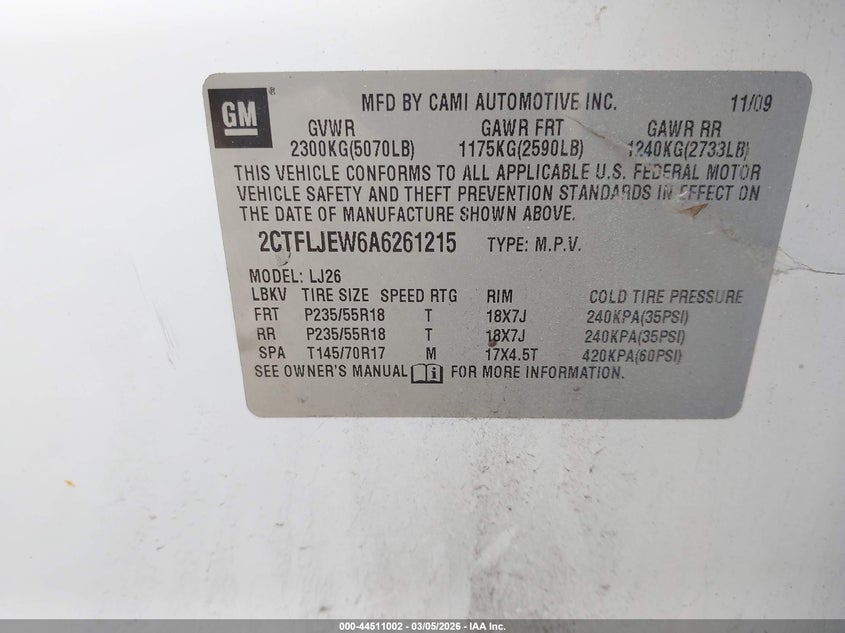 GM ®
MFD BY CAMI AUTOMOTIVE INC. 11/09
GVWR GAWR FRT GAWR RR
2300KG(5070LB) 1175KG(2590LB) 1240KG(2733LB)
THIS VEHICLE CONFORMS TO ALL APPLICABLE U.S. FEDERAL MOTOR
VEHICLE SAFETY AND THEFT PREVENTION STANDARDS IN EFFECT ON
THE DATE OF MANUFACTURE SHOWN ABOVE.
2CTFLJEW6A6261215 TYPE: M.P.V.
MODEL: LJ26
LBKV TIRE SIZE SPEED RTG RIM COLD TIRE PRESSURE
FRT P235/55R18 T 18X7J 240KPA(35PSI)
RR P235/55R18 T 18X7J 240KPA(35PSI)
SPA T145/70R17 M 17X4.5T 420KPA(60PSI)
SEE OWNER'S MANUAL FOR MORE INFORMATION.
000-44511002 - 03/05/2026 - IAA Inc.